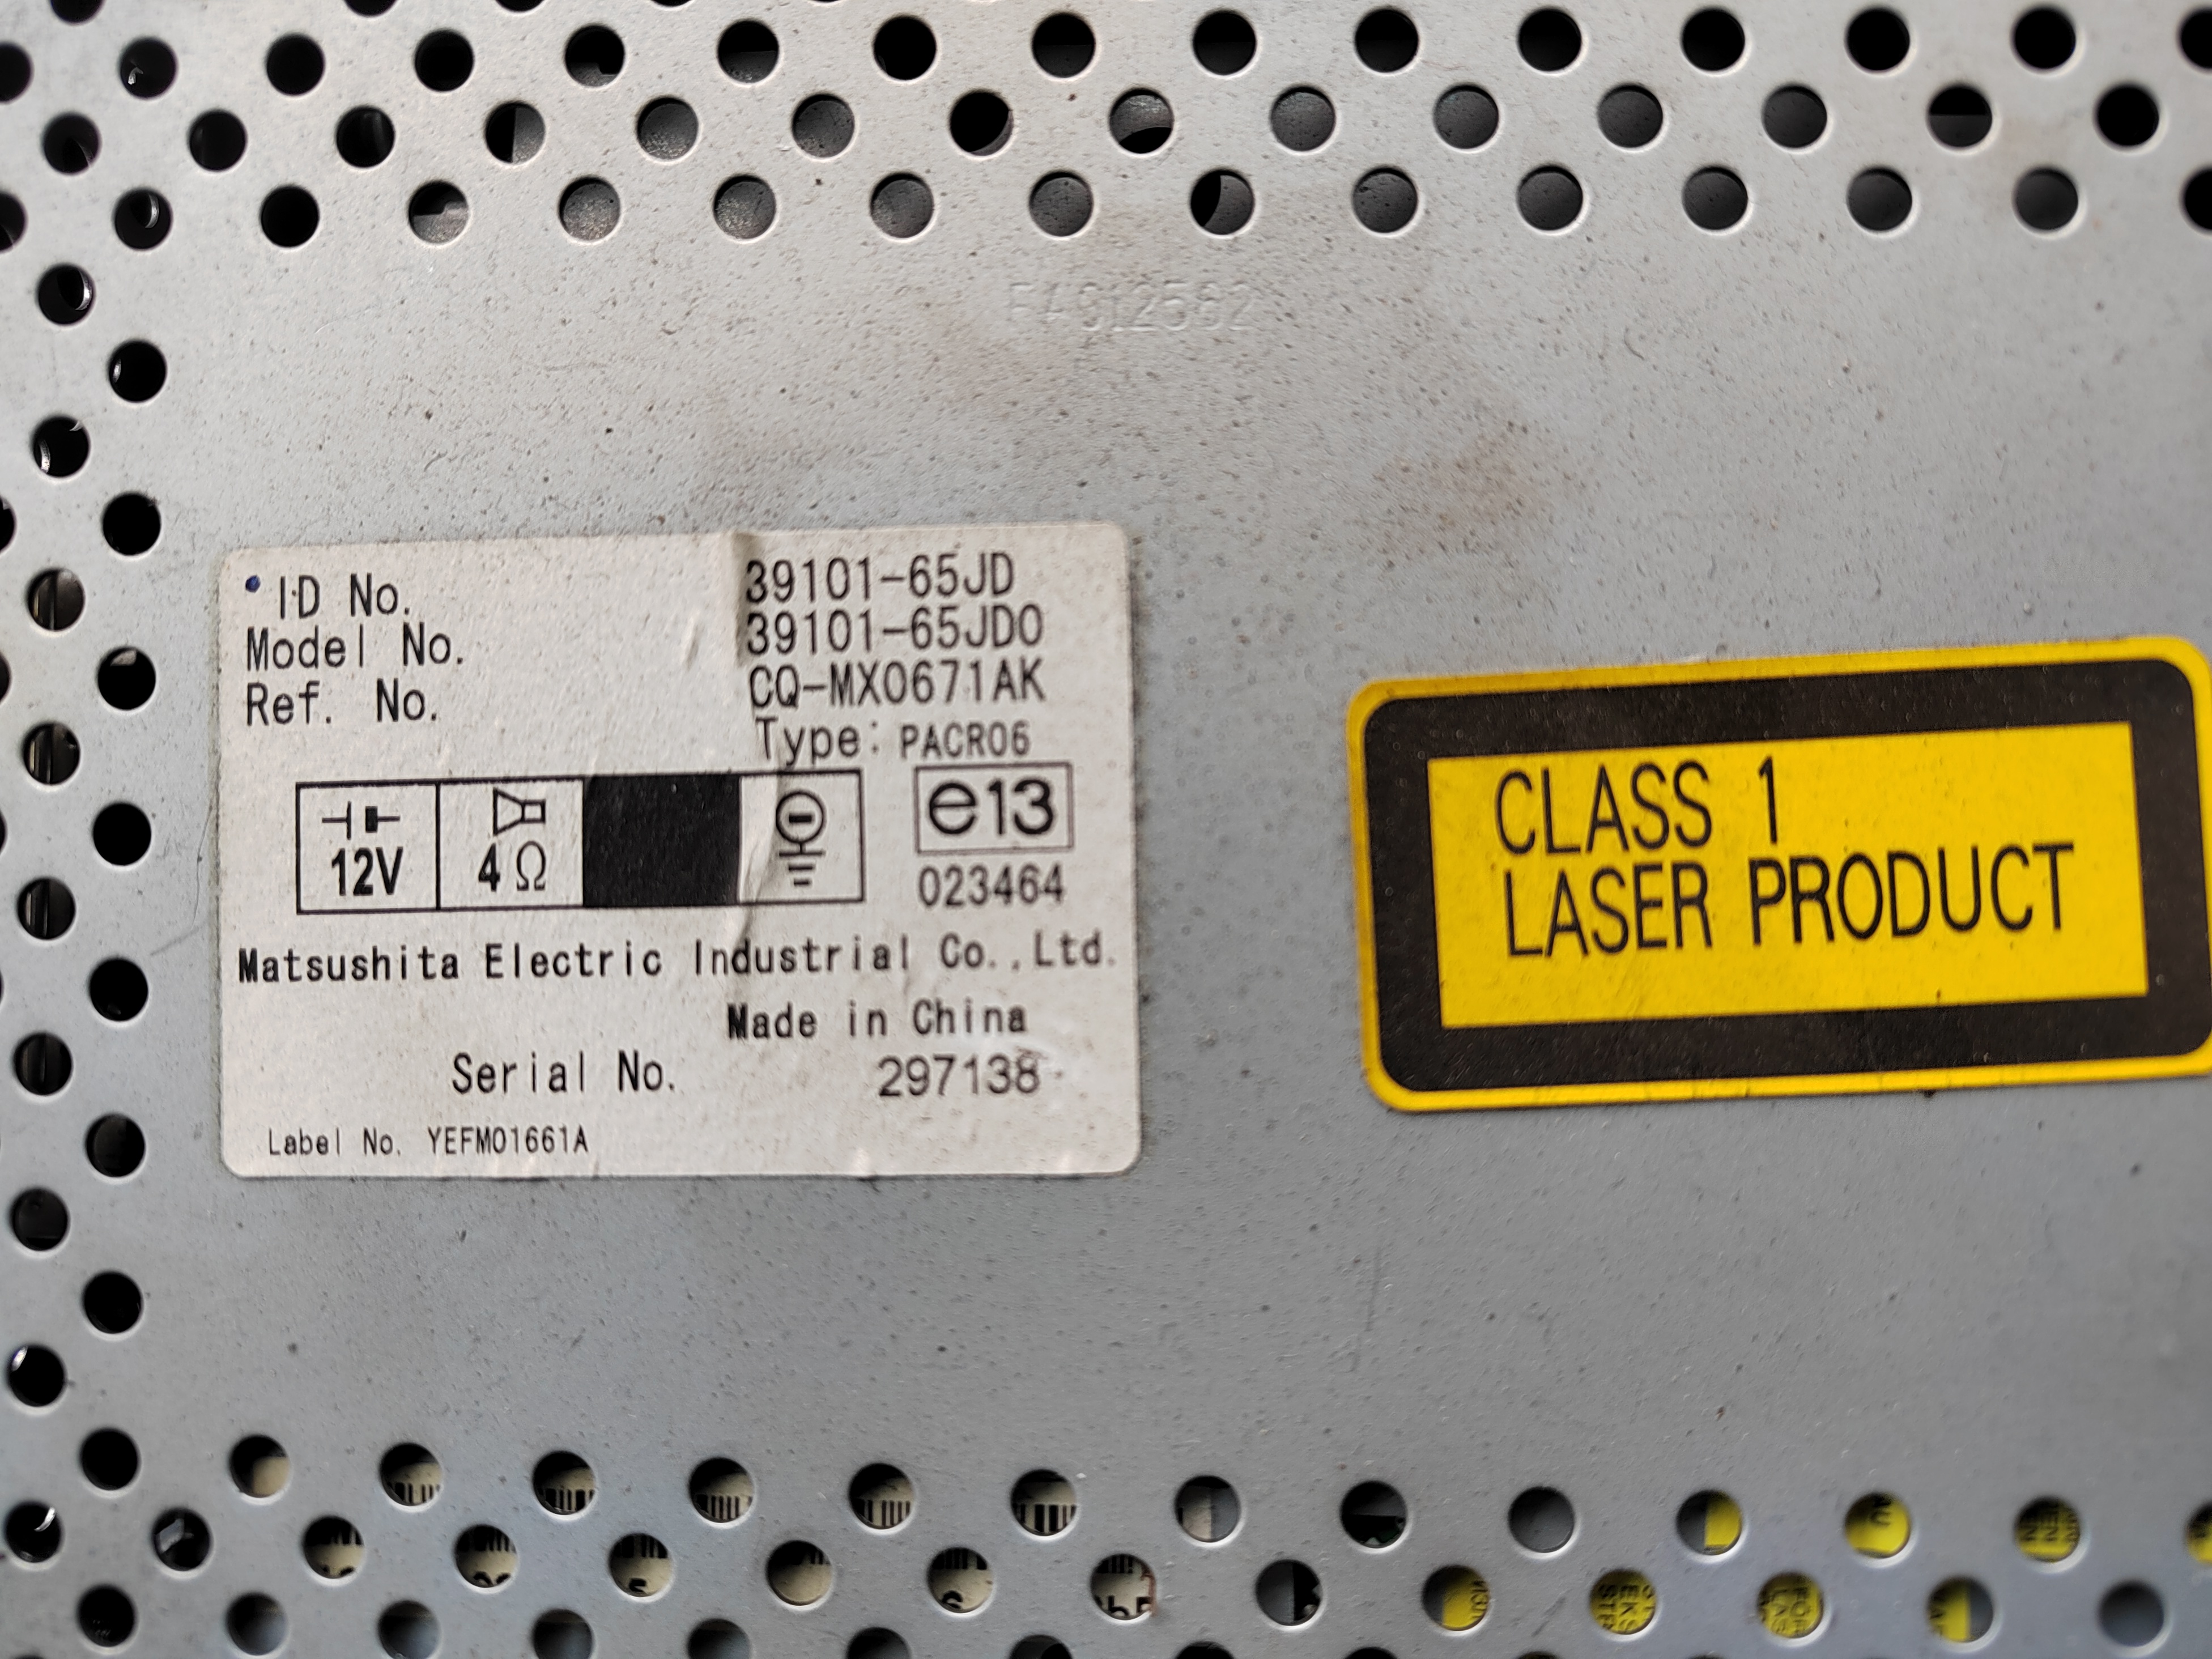 ID No. 39101-65JD
Model No. 39101-65JD0
Ref. No. CQ-MX0671AK
Type: PACR06
12V 4 Ω e13
023464
Matsushita Electric Industrial Co.,Ltd.
Made in China
Serial No. 297138
Label No. YEFM01661A
CLASS 1
LASER PRODUCT